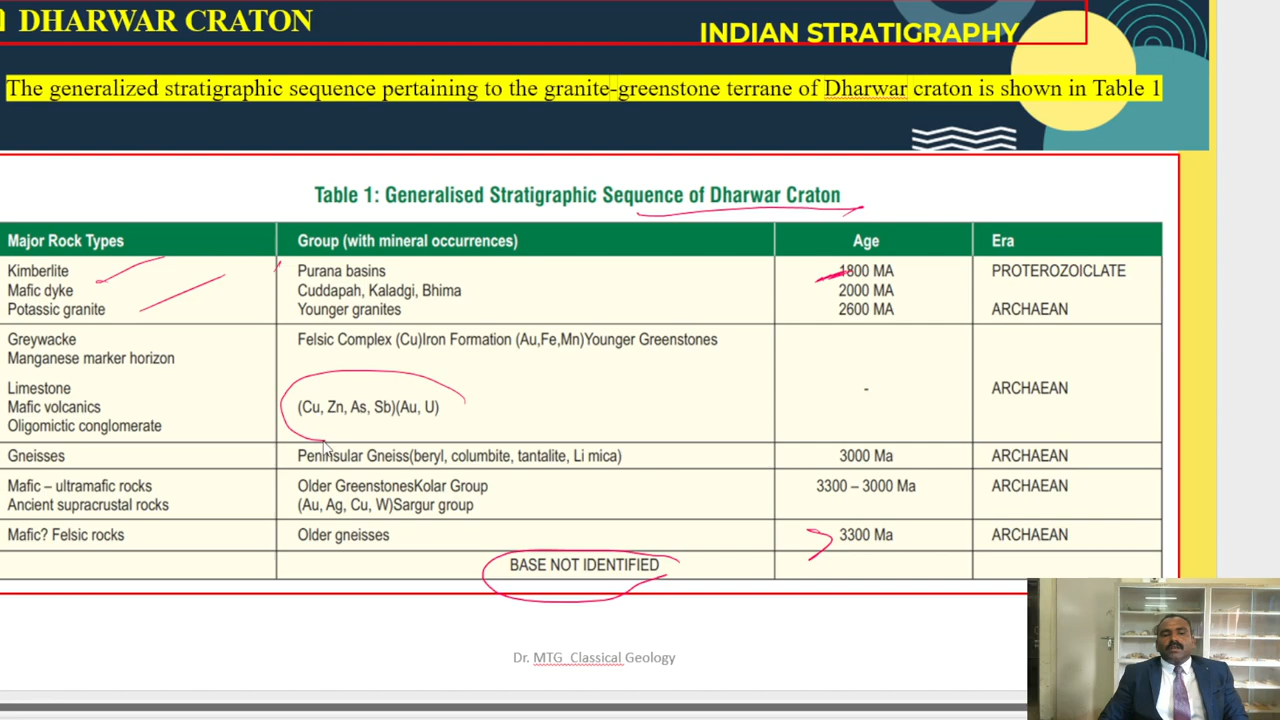 DHARWAR CRATON
INDIAN STRATIGRAPHY
The generalized stratigraphic sequence pertaining to the granite-greenstone terrane of Dharwar craton is shown in Table 1
Table 1: Generalised Stratigraphic Sequence of Dharwar Craton
Major Rock Types Group (with mineral occurrences) Age Era
Kimberlite Purana basins 1800 MA PROTEROZOICLATE
Mafic dyke Cuddapah, Kaladgi, Bhima 2000 MA
Potassic granite Younger granites 2600 MA ARCHAEAN
Greywacke Felsic Complex (Cu)Iron Formation (Au,Fe,Mn)Younger Greenstones
Manganese marker horizon
Limestone - ARCHAEAN
Mafic volcanics (Cu, Zn, As, Sb)(Au, U)
Oligomictic conglomerate
Gneisses Peninsular Gneiss(beryl, columbite, tantalite, Li mica) 3000 Ma ARCHAEAN
Mafic – ultramafic rocks Older GreenstonesKolar Group 3300 – 3000 Ma ARCHAEAN
Ancient supracrustal rocks (Au, Ag, Cu, W)Sargur group
Mafic? Felsic rocks Older gneisses 3300 Ma ARCHAEAN
BASE NOT IDENTIFIED
Dr. MTG Classical Geology